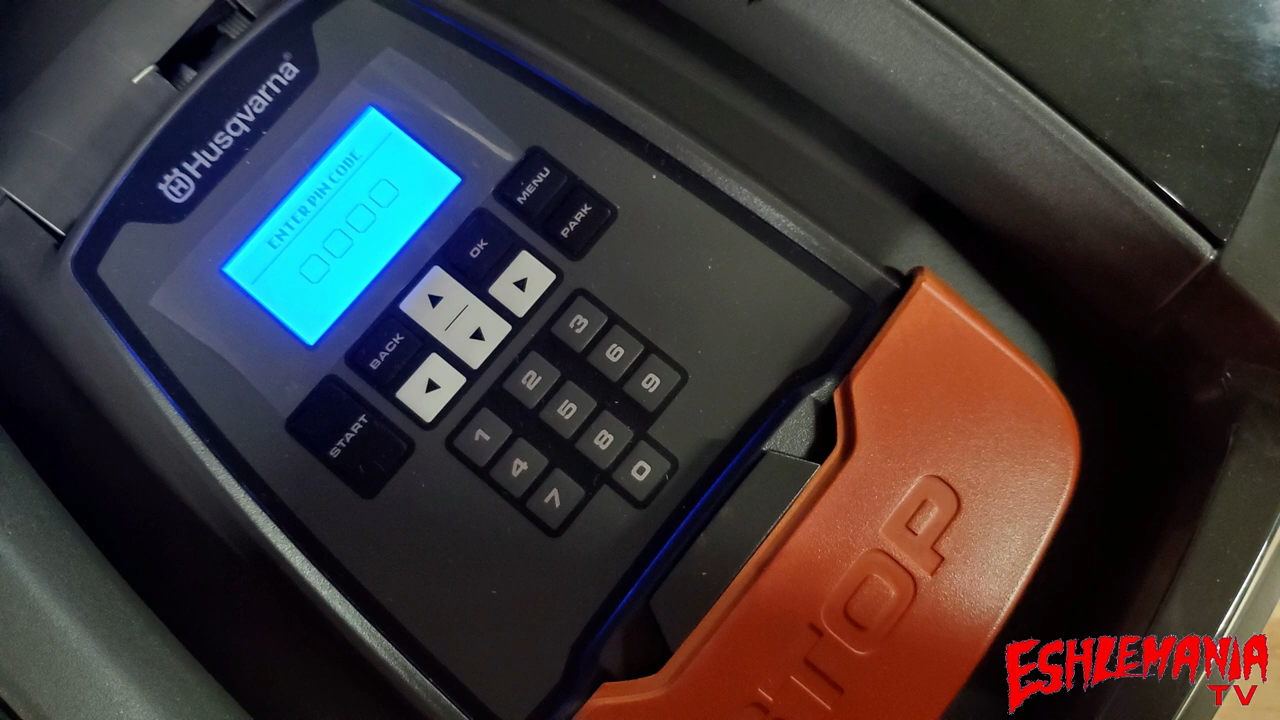 Husqvarna®
ENTER PIN CODE
MENU
PARK
OK
BACK
START
1 2 3
4 5 6
7 8 9
0
STOP
ESHLEMANIA
TV